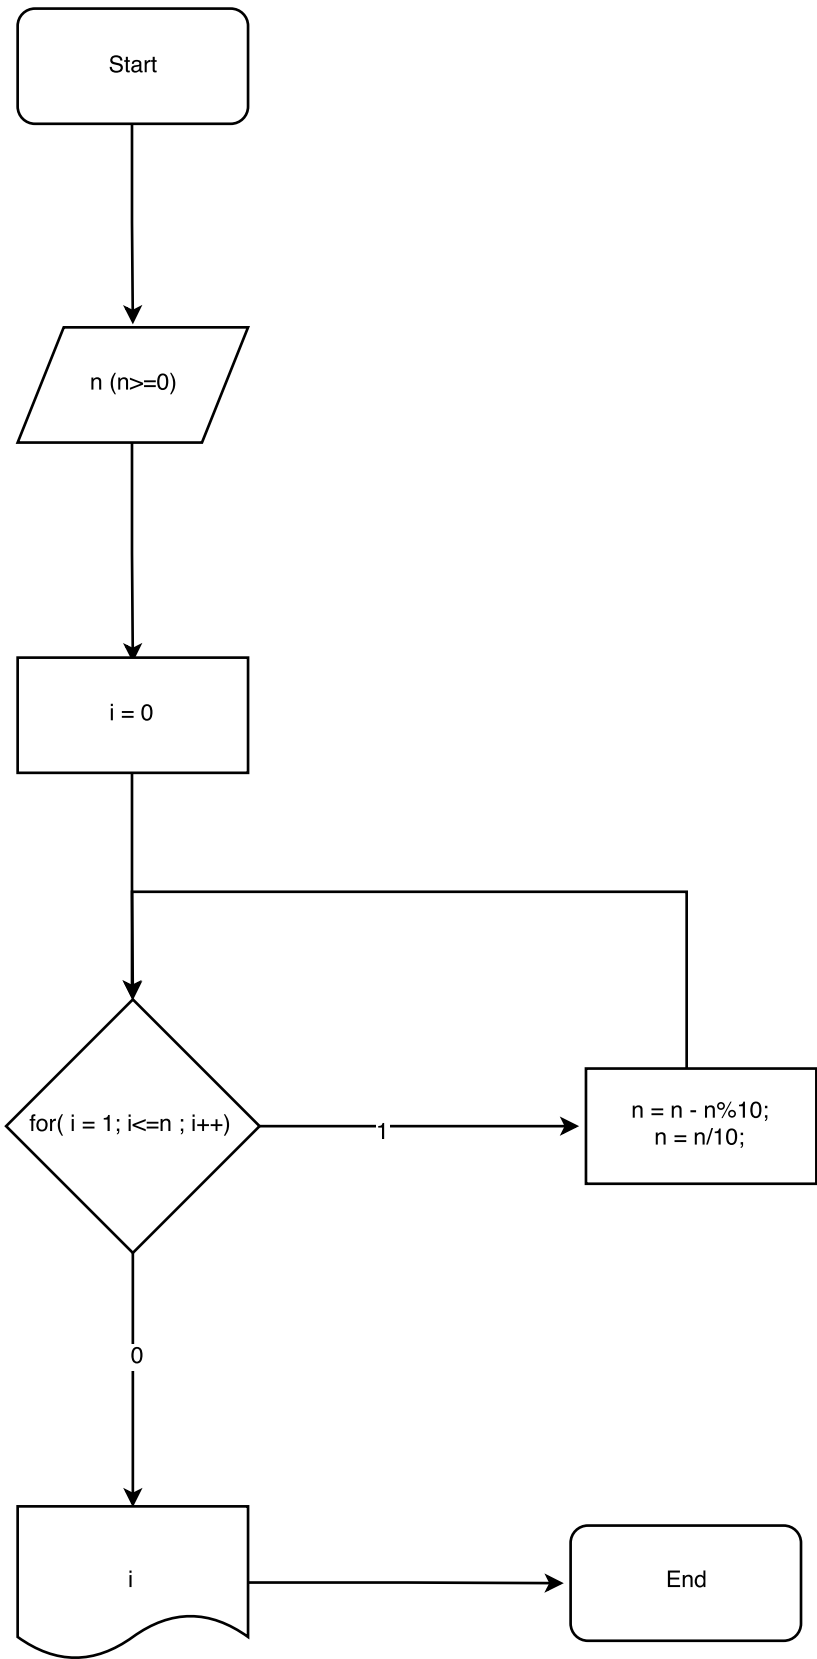 Start
n (n>=0)
i = 0
for( i = 1; i<=n ; i++)
1
n = n - n%10;
n = n/10;
0
i
End